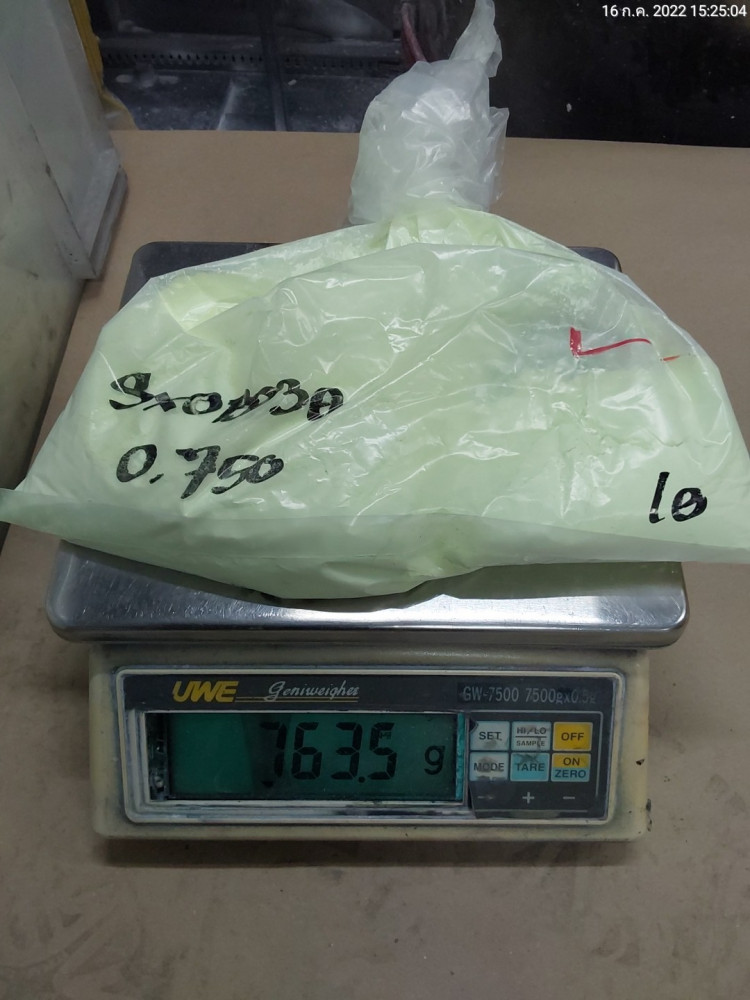 16 ก.ค. 2022 15:25:04
0.750
10
UWE Geniweigher GW-7500 7500gx0.5g
763.5 g
SET HI/LO SAMPLE OFF
MODE TARE ON ZERO
+ −